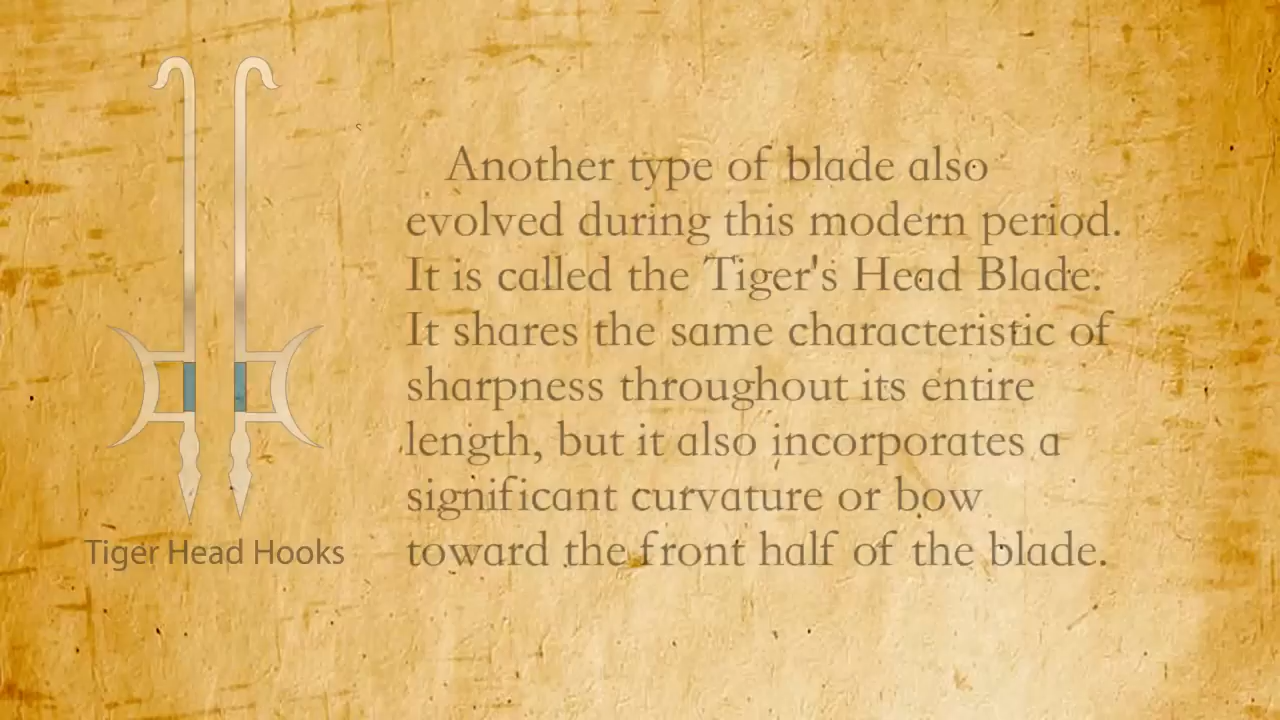 Another type of blade also
evolved during this modern period.
It is called the Tiger's Head Blade.
It shares the same characteristic of
sharpness throughout its entire
length, but it also incorporates a
significant curvature or bow
toward the front half of the blade.
Tiger Head Hooks